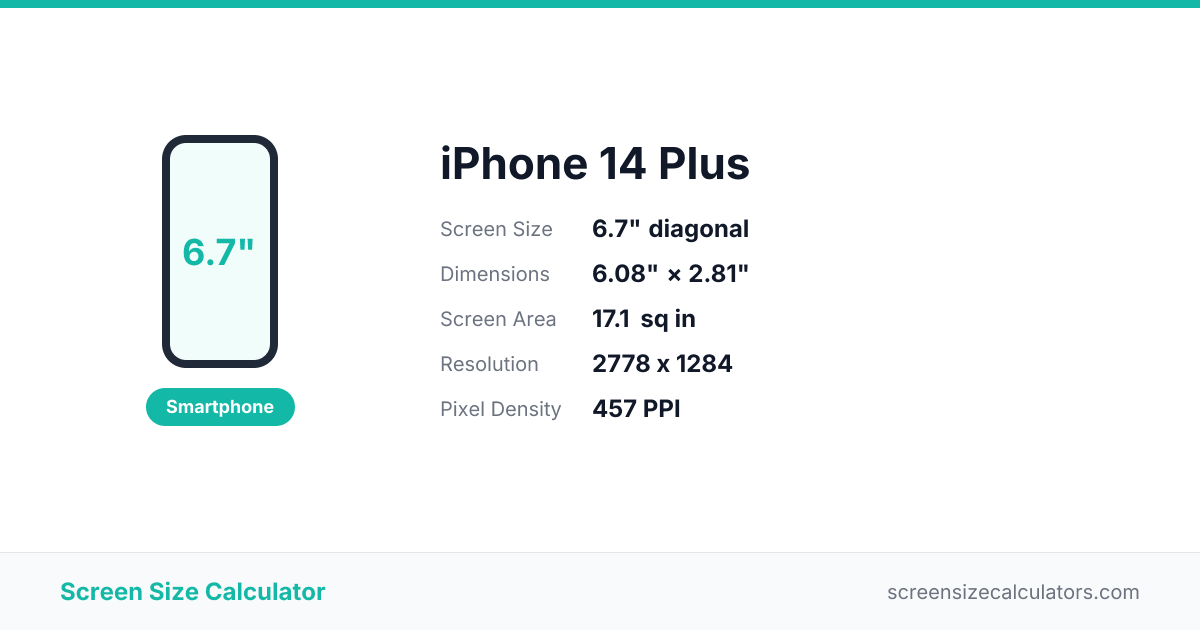 iPhone 14 Plus
6.7"
Smartphone
Screen Size 6.7" diagonal
Dimensions 6.08" × 2.81"
Screen Area 17.1 sq in
Resolution 2778 x 1284
Pixel Density 457 PPI
Screen Size Calculator
screensizecalculators.com